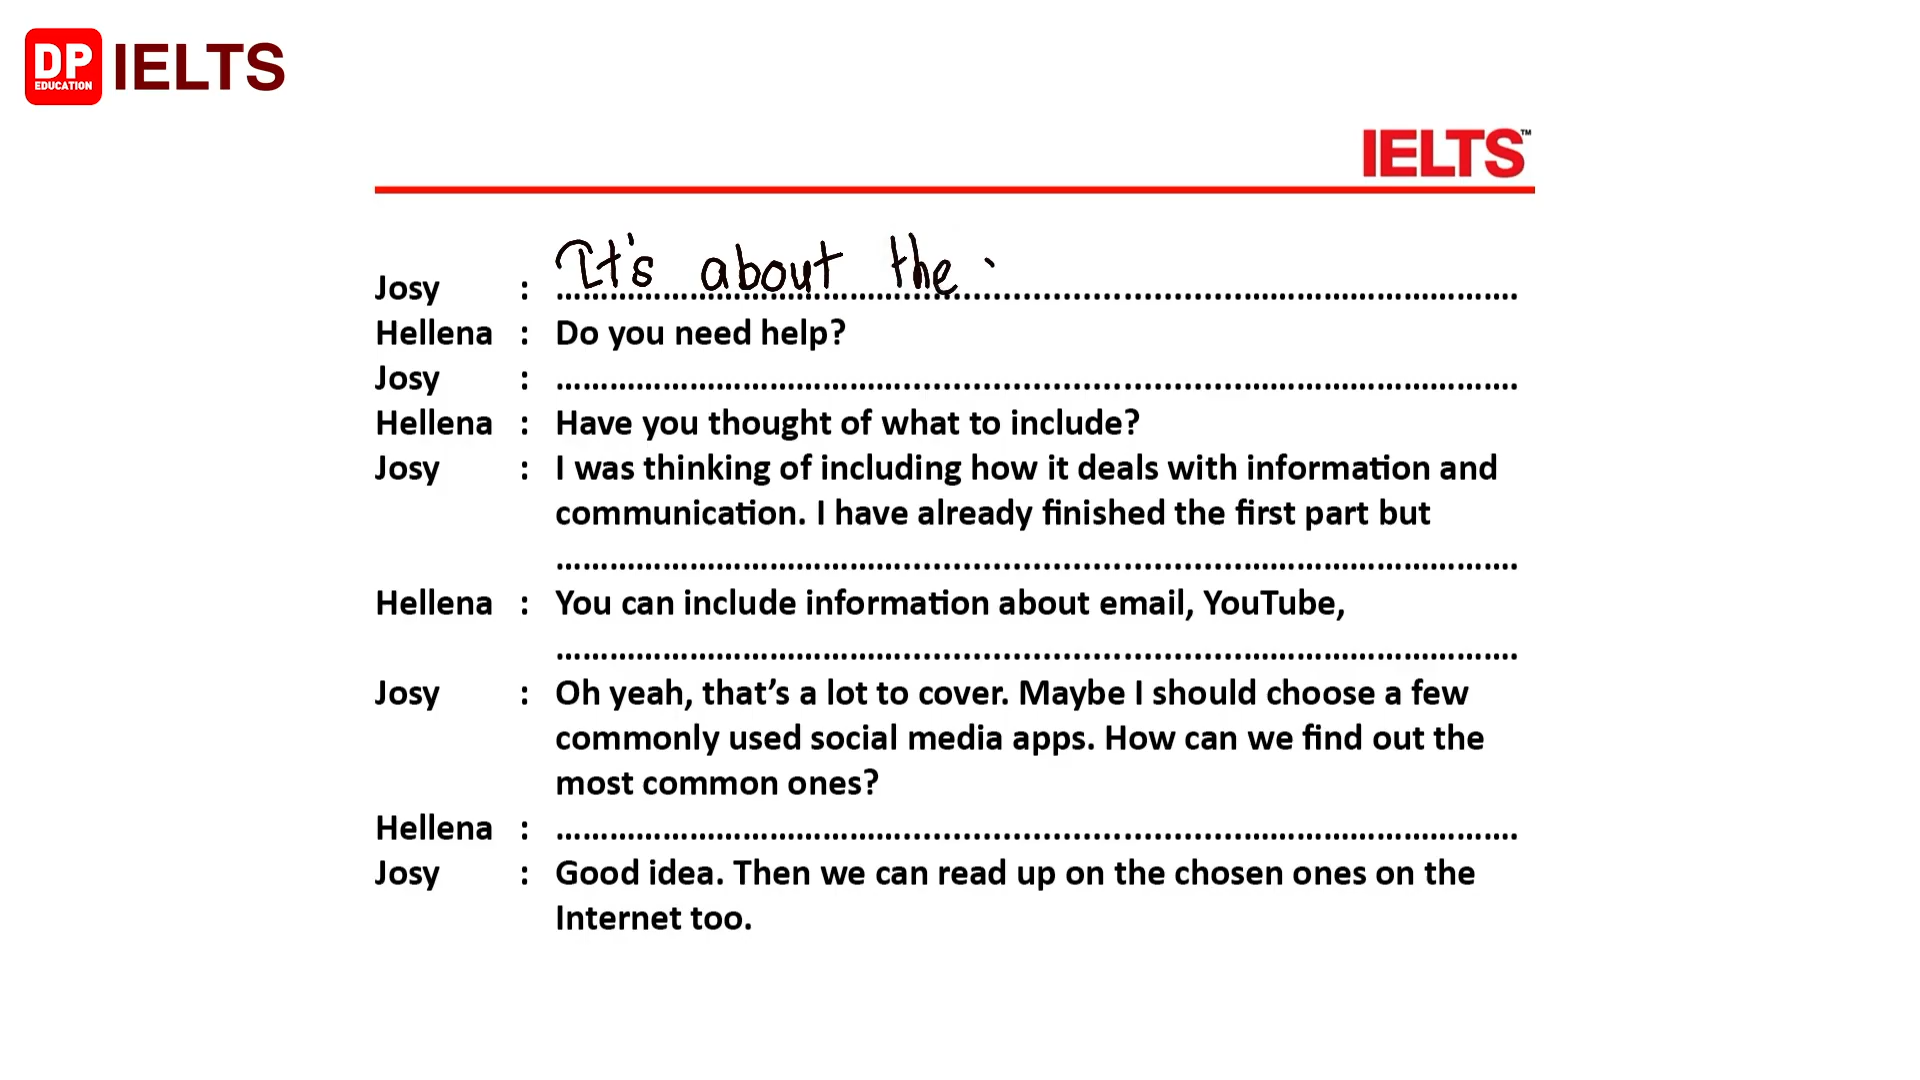 DP EDUCATION IELTS
IELTS™
Josy : It's about the
Hellena : Do you need help?
Josy : ................................................................
Hellena : Have you thought of what to include?
Josy : I was thinking of including how it deals with information and
communication. I have already finished the first part but
................................................................
Hellena : You can include information about email, YouTube,
................................................................
Josy : Oh yeah, that’s a lot to cover. Maybe I should choose a few
commonly used social media apps. How can we find out the
most common ones?
Hellena : ................................................................
Josy : Good idea. Then we can read up on the chosen ones on the
Internet too.